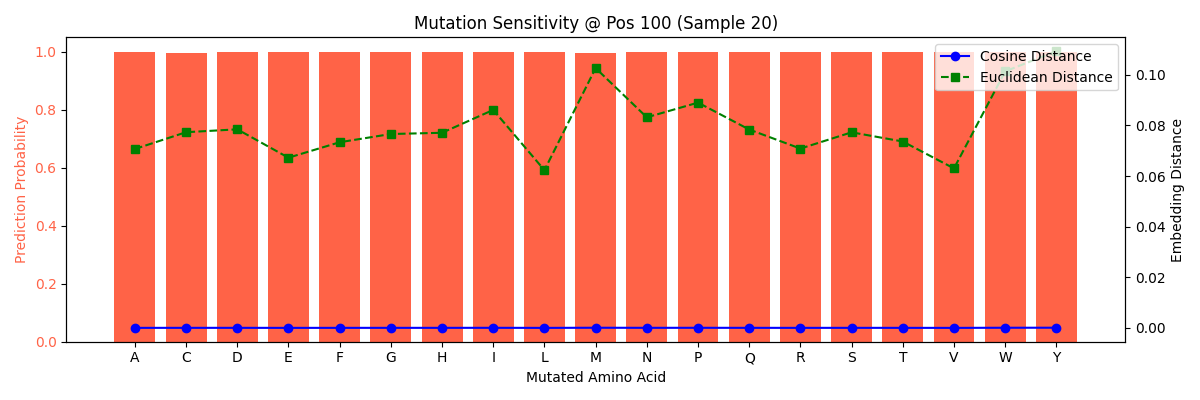 Mutation Sensitivity @ Pos 100 (Sample 20)
Prediction Probability
1.0
0.8
0.6
0.4
0.2
0.0
Cosine Distance
Euclidean Distance
0.10
0.08
0.06
0.04
0.02
0.00
Embedding Distance
A C D E F G H I L M N P Q R S T V W Y
Mutated Amino Acid